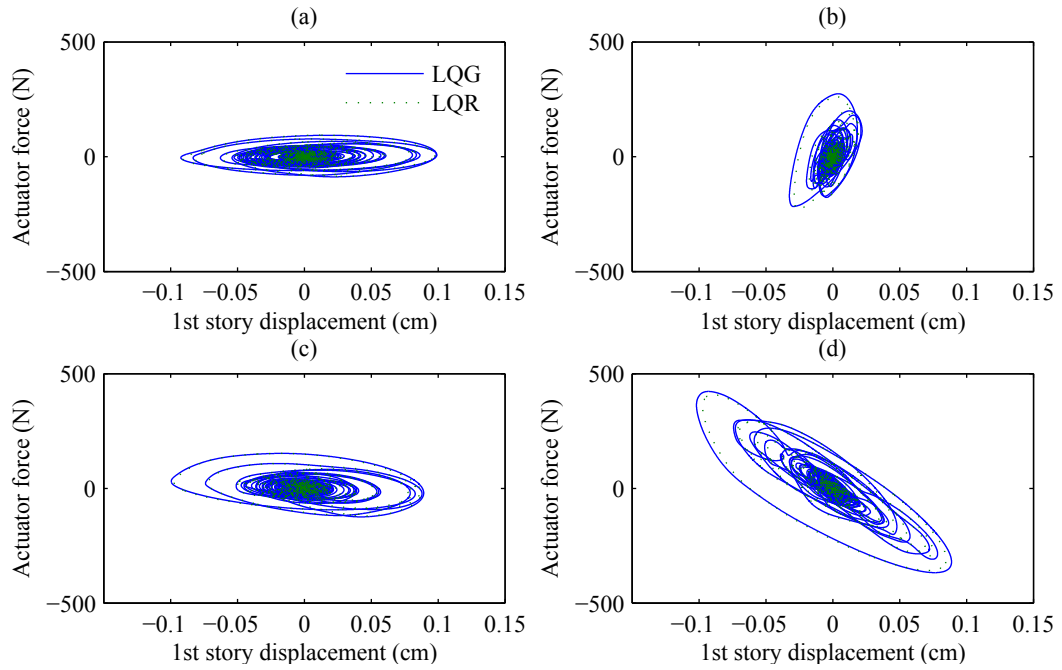 (a)
500
0
−500
Actuator force (N)
LQG
LQR
−0.1 −0.05 0 0.05 0.1 0.15
1st story displacement (cm)
(b)
500
0
−500
Actuator force (N)
−0.1 −0.05 0 0.05 0.1 0.15
1st story displacement (cm)
(c)
500
0
−500
Actuator force (N)
−0.1 −0.05 0 0.05 0.1 0.15
1st story displacement (cm)
(d)
500
0
−500
Actuator force (N)
−0.1 −0.05 0 0.05 0.1 0.15
1st story displacement (cm)